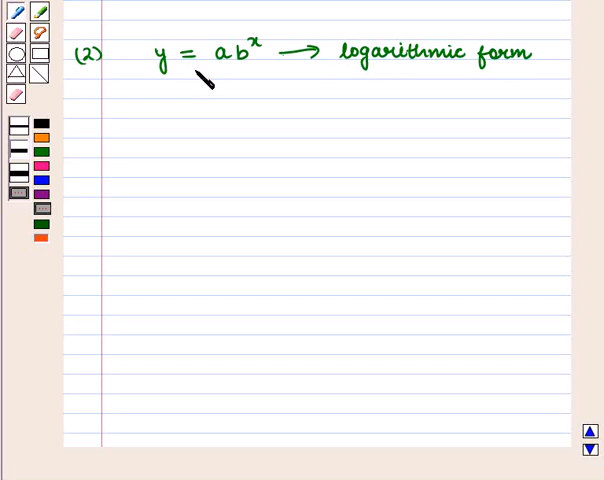 (2) y = ab^x → logarithmic form